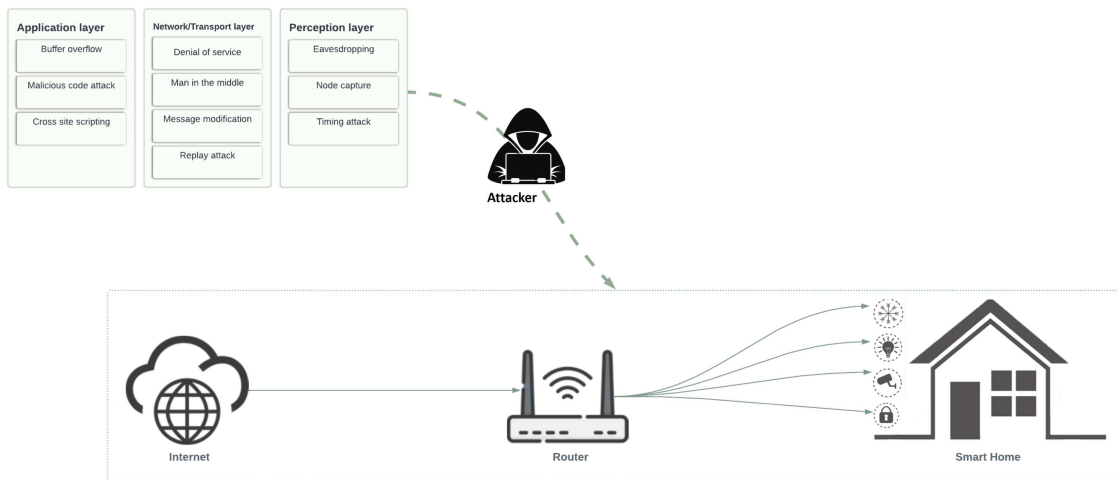 Application layer
Buffer overflow
Malicious code attack
Cross site scripting
Network/Transport layer
Denial of service
Man in the middle
Message modification
Replay attack
Perception layer
Eavesdropping
Node capture
Timing attack
Attacker
Internet
Router
Smart Home